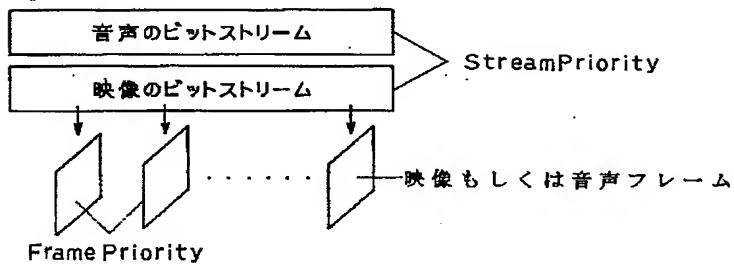 音声のビットストリーム
StreamPriority
映像のビットストリーム
映像もしくは音声フレーム
Frame Priority